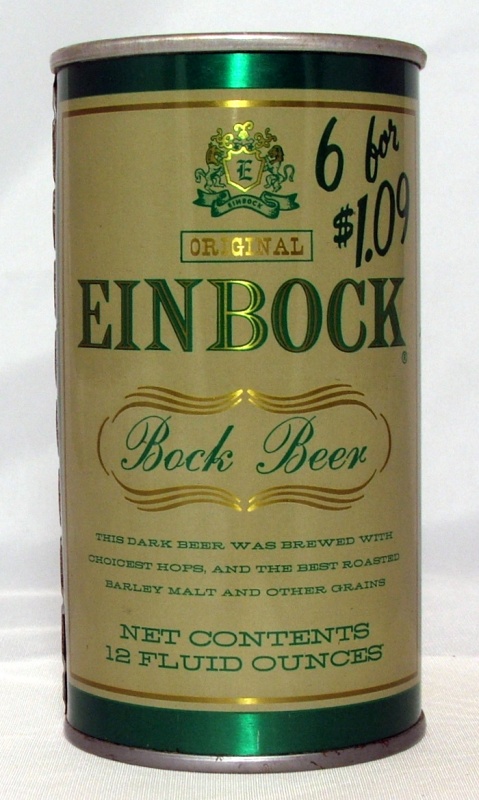 E
EINBOCK
6 for
$1.09
ORIGINAL
EINBOCK®
Bock Beer
THIS DARK BEER WAS BREWED WITH
CHOICEST HOPS, AND THE BEST ROASTED
BARLEY MALT AND OTHER GRAINS
NET CONTENTS
12 FLUID OUNCES